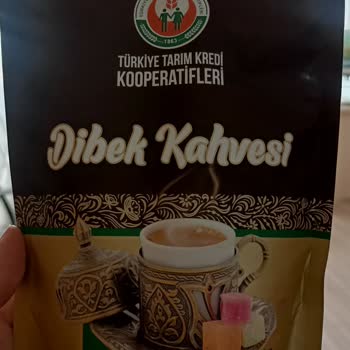 1863
TÜRKİYE TARIM KREDİ
KOOPERATİFLERİ
Dibek Kahvesi